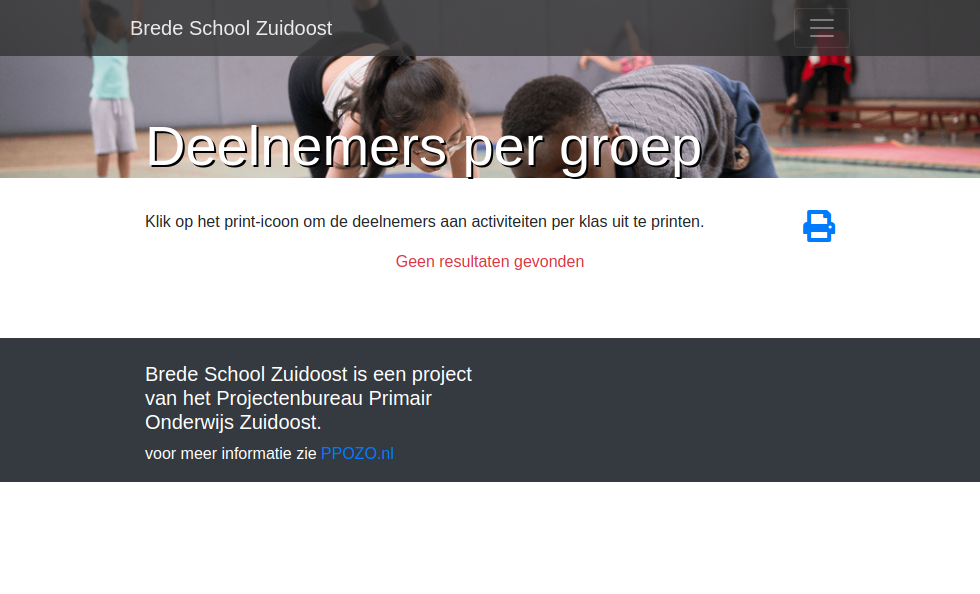 Brede School Zuidoost
Deelnemers per groep
Klik op het print-icoon om de deelnemers aan activiteiten per klas uit te printen.
Geen resultaten gevonden
Brede School Zuidoost is een project
van het Projectenbureau Primair
Onderwijs Zuidoost.
voor meer informatie zie PPOZO.nl